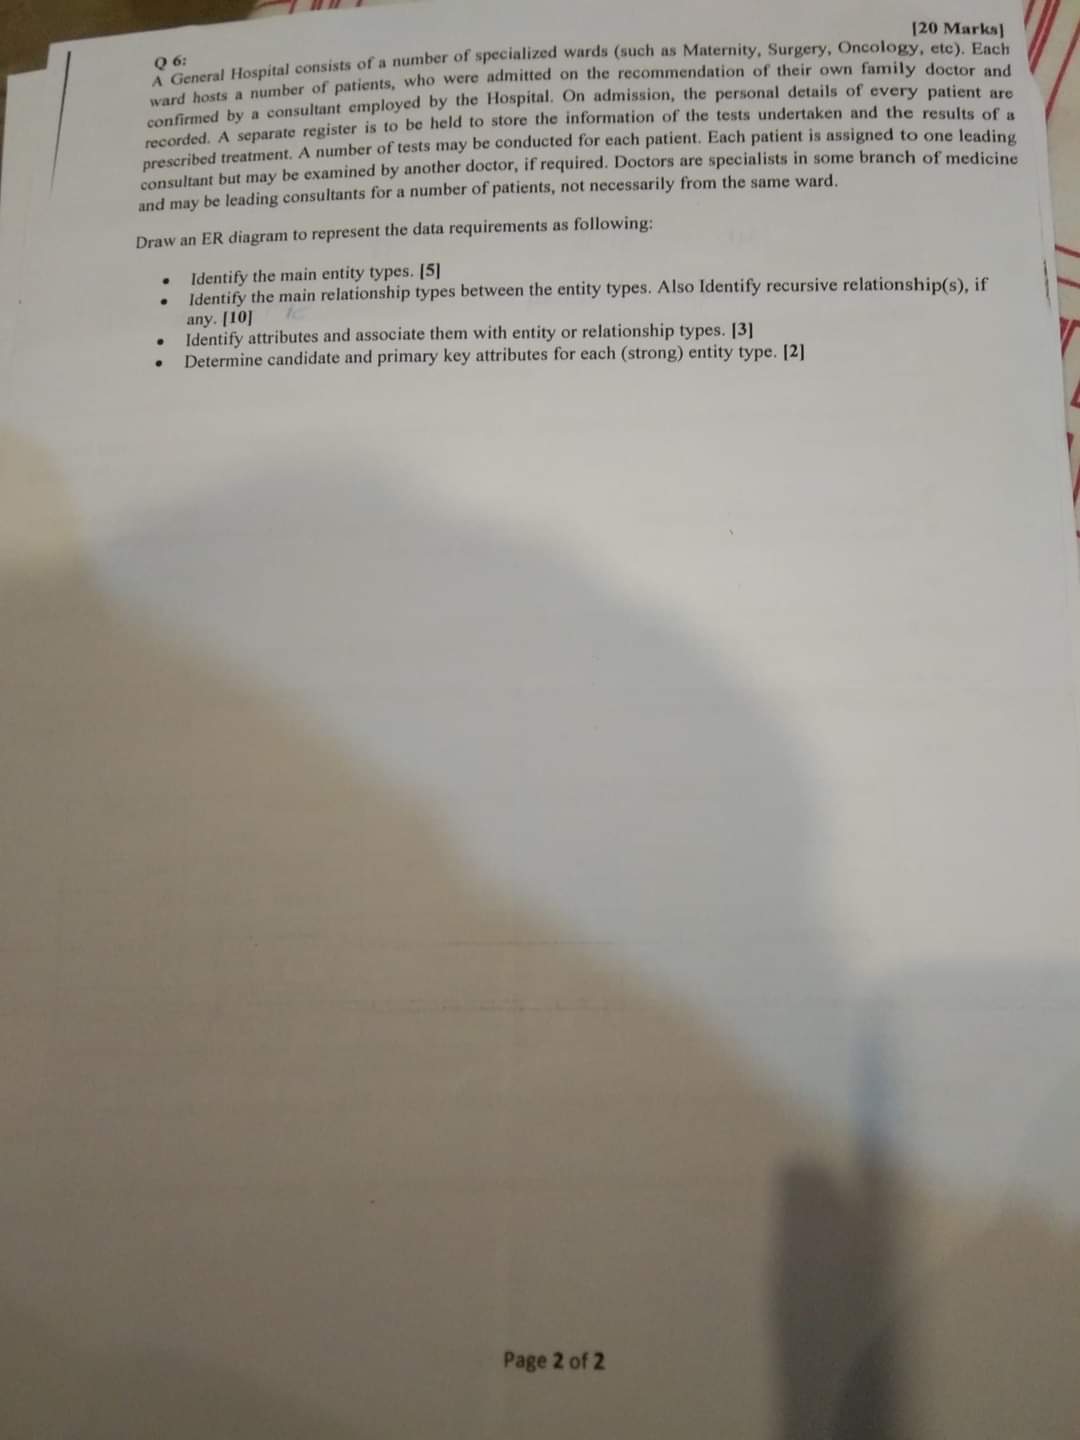 [20 Marks]
Q 6:
A General Hospital consists of a number of specialized wards (such as Maternity, Surgery, Oncology, etc). Each
ward hosts a number of patients, who were admitted on the recommendation of their own family doctor and
confirmed by a consultant employed by the Hospital. On admission, the personal details of every patient are
recorded. A separate register is to be held to store the information of the tests undertaken and the results of a
prescribed treatment. A number of tests may be conducted for each patient. Each patient is assigned to one leading
consultant but may be examined by another doctor, if required. Doctors are specialists in some branch of medicine
and may be leading consultants for a number of patients, not necessarily from the same ward.
Draw an ER diagram to represent the data requirements as following:
• Identify the main entity types. [5]
• Identify the main relationship types between the entity types. Also Identify recursive relationship(s), if
any. [10]
• Identify attributes and associate them with entity or relationship types. [3]
• Determine candidate and primary key attributes for each (strong) entity type. [2]
Page 2 of 2